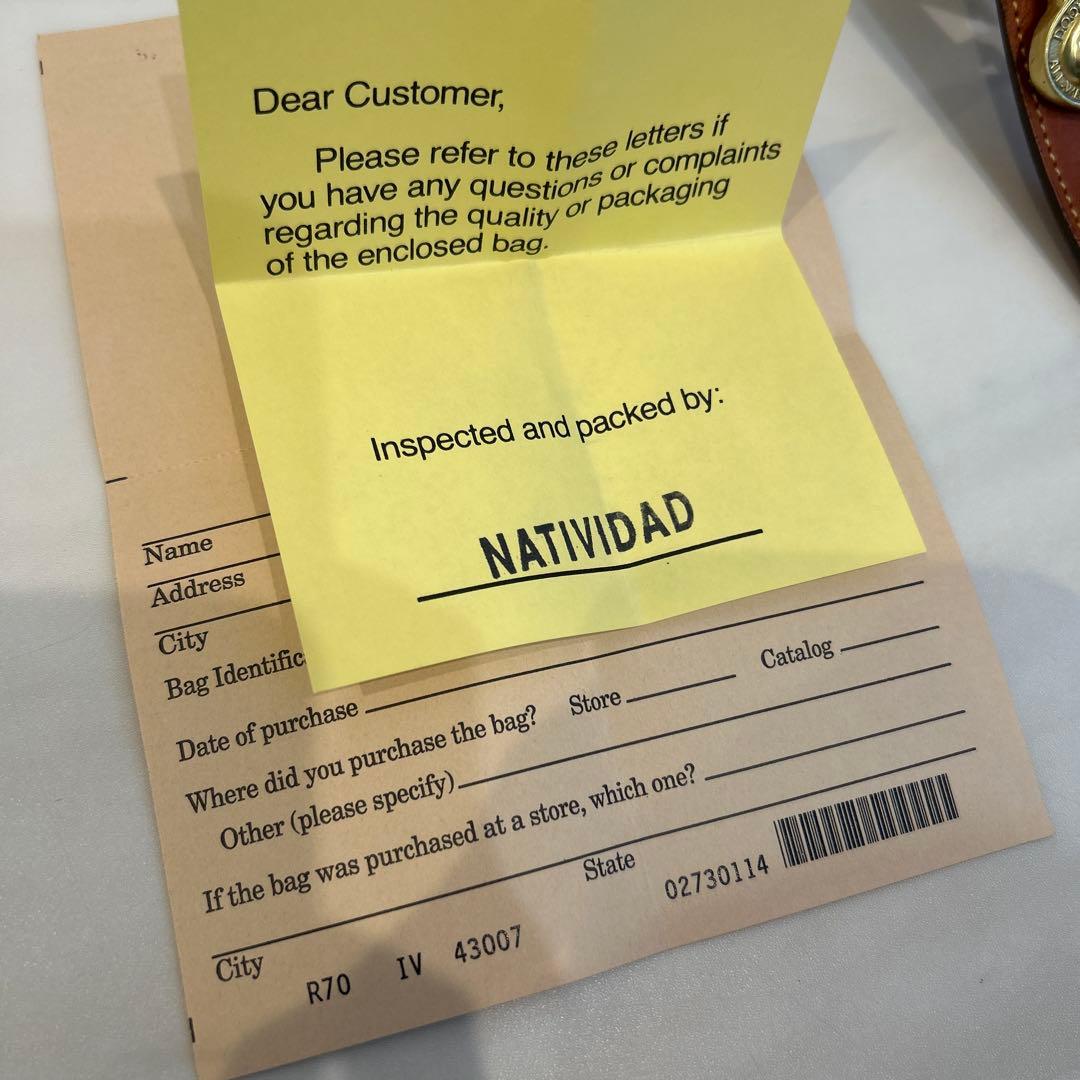 Dear Customer,
Please refer to these letters if
you have any questions or complaints
regarding the quality or packaging
of the enclosed bag.
Inspected and packed by:
NATIVIDAD
Name
Address
City
Bag Identific
Date of purchase
Where did you purchase the bag? Store Catalog
Other (please specify)
If the bag was purchased at a store, which one?
City State
02730114
R70 IV 43007